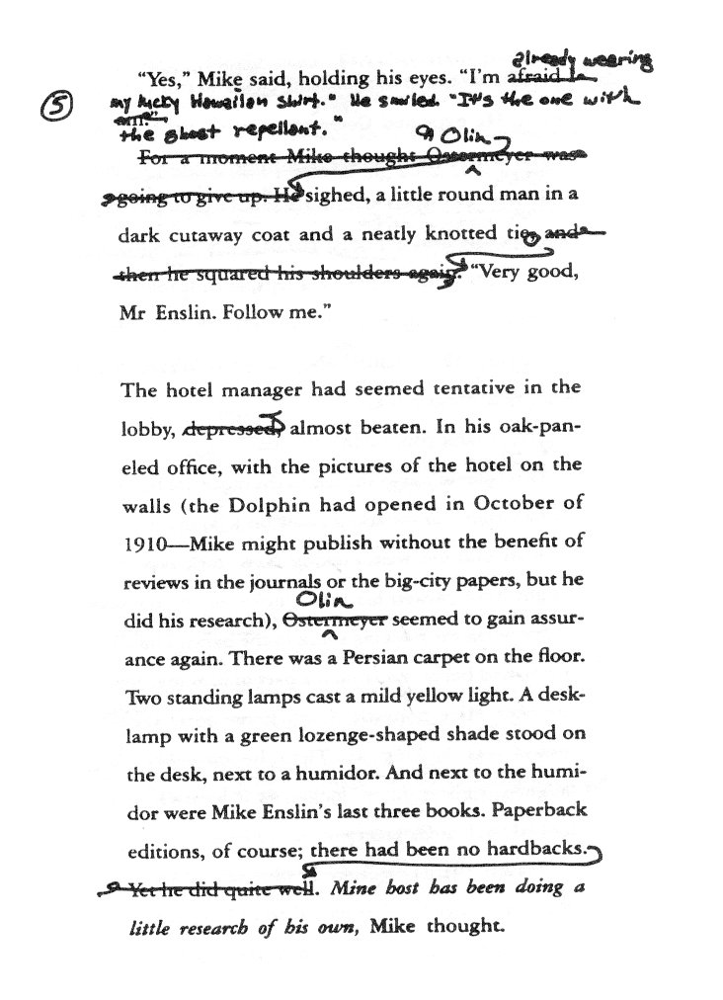 already wearing
"Yes," Mike said, holding his eyes. "I'm afraid I
⑤ my lucky Hawaiian shirt." He smiled. "It's the one with
am."
the ghost repellent."
¶ Olin
For a moment Mike thought Ostermeyer was
going to give up. He sighed, a little round man in a
dark cutaway coat and a neatly knotted tie, and
then he squared his shoulders again. "Very good,
Mr Enslin. Follow me."
The hotel manager had seemed tentative in the
lobby, depressed, almost beaten. In his oak-pan-
eled office, with the pictures of the hotel on the
walls (the Dolphin had opened in October of
1910—Mike might publish without the benefit of
reviews in the journals or the big-city papers, but he
Olin
did his research), Ostermeyer seemed to gain assur-
ance again. There was a Persian carpet on the floor.
Two standing lamps cast a mild yellow light. A desk-
lamp with a green lozenge-shaped shade stood on
the desk, next to a humidor. And next to the humi-
dor were Mike Enslin's last three books. Paperback
editions, of course; there had been no hardbacks.
Yet he did quite well. Mine host has been doing a
little research of his own, Mike thought.